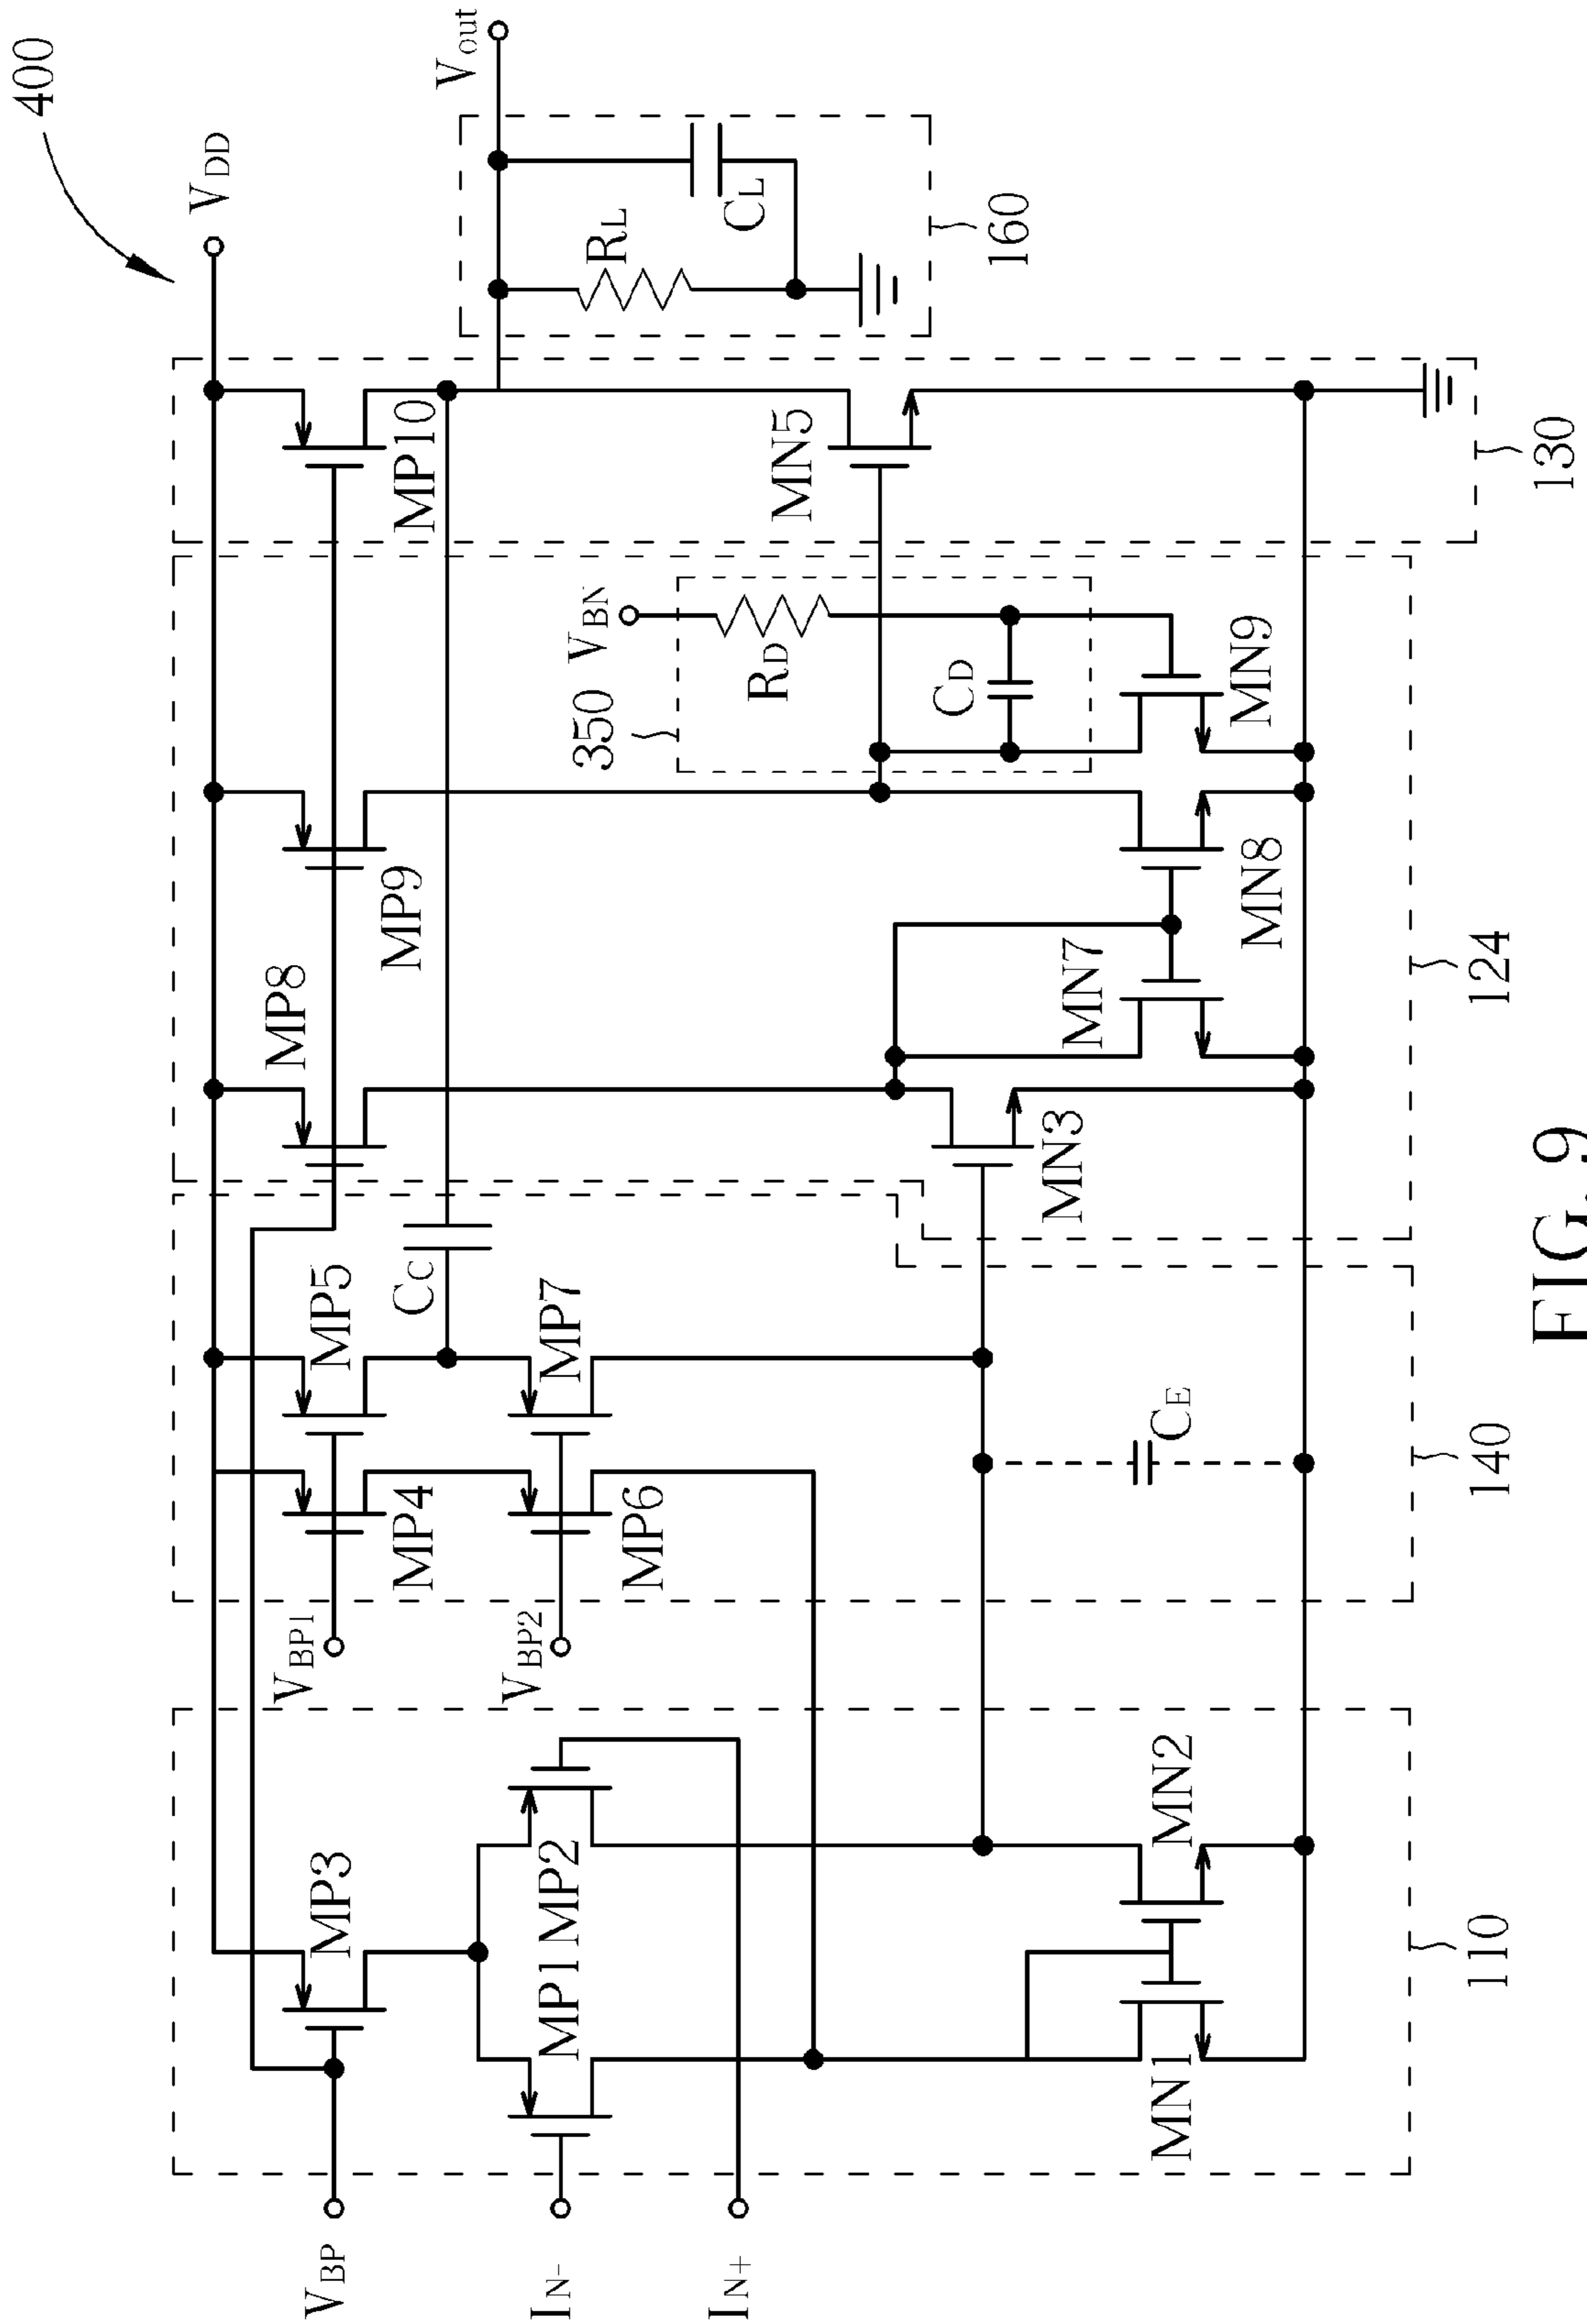 400
VDD
VBP
IN-
IN+
MP3
MP1
MP2
MN1
MN2
110
VBP1
VBP2
MP4
MP5
MP6
MP7
CC
CE
140
MP8
MP9
MN3
MN7
MN8
350
VBN
RD
CD
MN9
124
MP10
MN5
130
RL
CL
160
Vout
FIG. 9